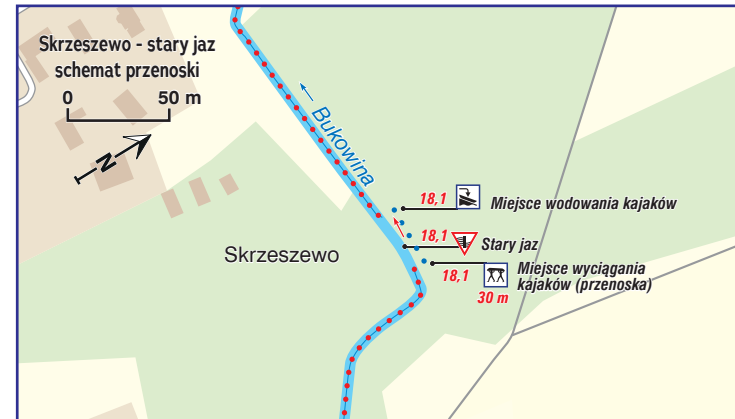 Skrzeszewo - stary jaz
schemat przenoski
0 50 m
N
Bukowina
18,1 Miejsce wodowania kajaków
18,1 Stary jaz
Skrzeszewo
18,1 Miejsce wyciągania
kajaków (przenoska)
30 m